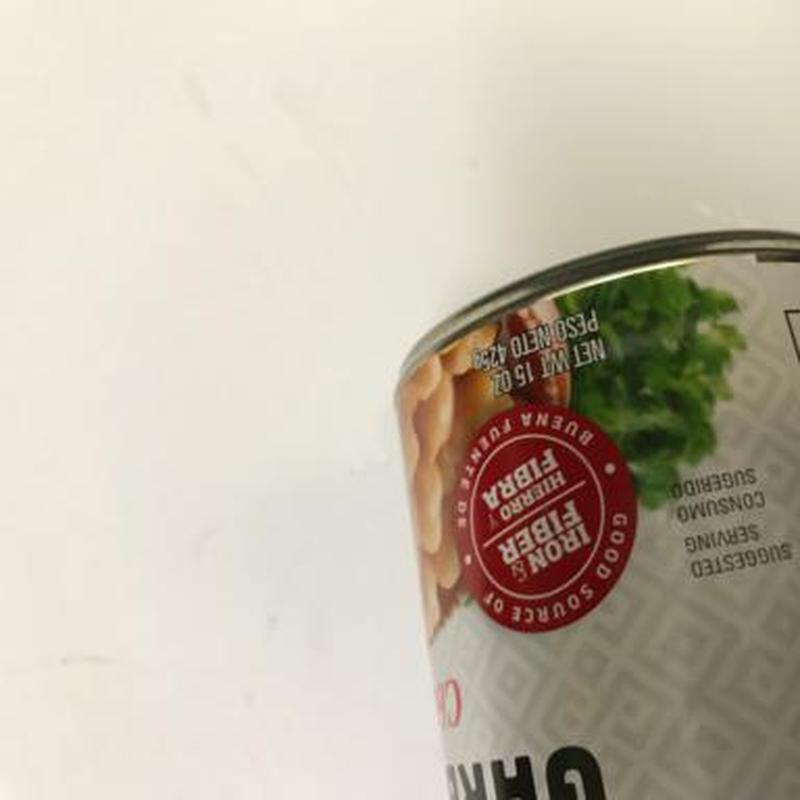 GAR
SUGGESTED
SERVING
CONSUMO
SUGERIDO
GOOD SOURCE OF
IRON &
FIBER
BUENA FUENTE DE
HIERRO Y
FIBRA
NET WT 15 OZ
PESO NETO 425g